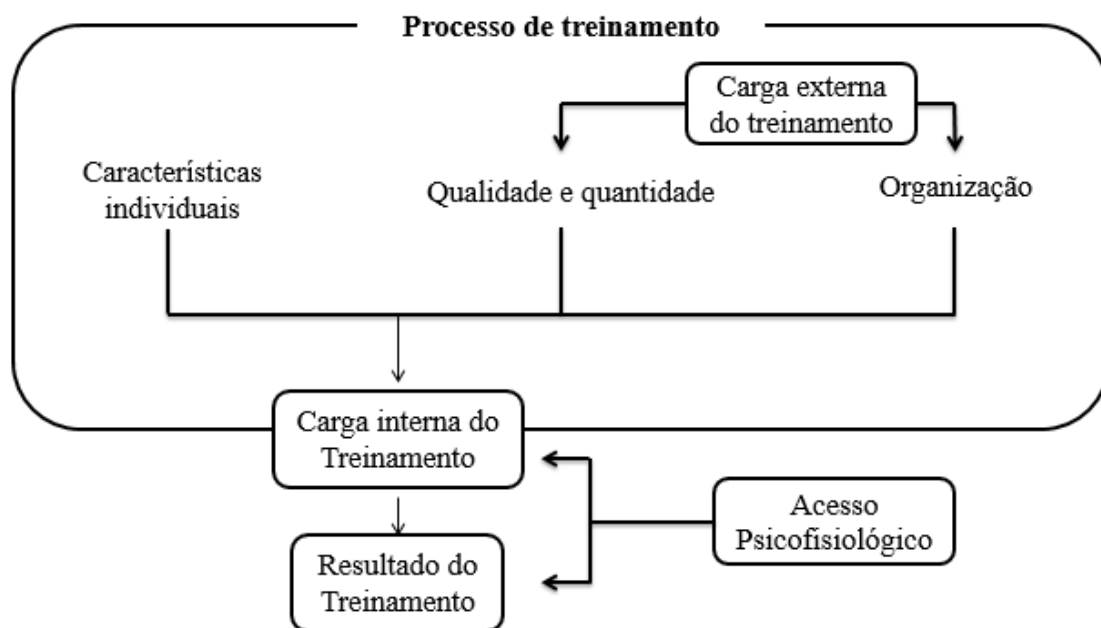 Processo de treinamento
Carga externa
do treinamento
Características
individuais
Qualidade e quantidade
Organização
Carga interna do
Treinamento
Acesso
Psicofisiológico
Resultado do
Treinamento